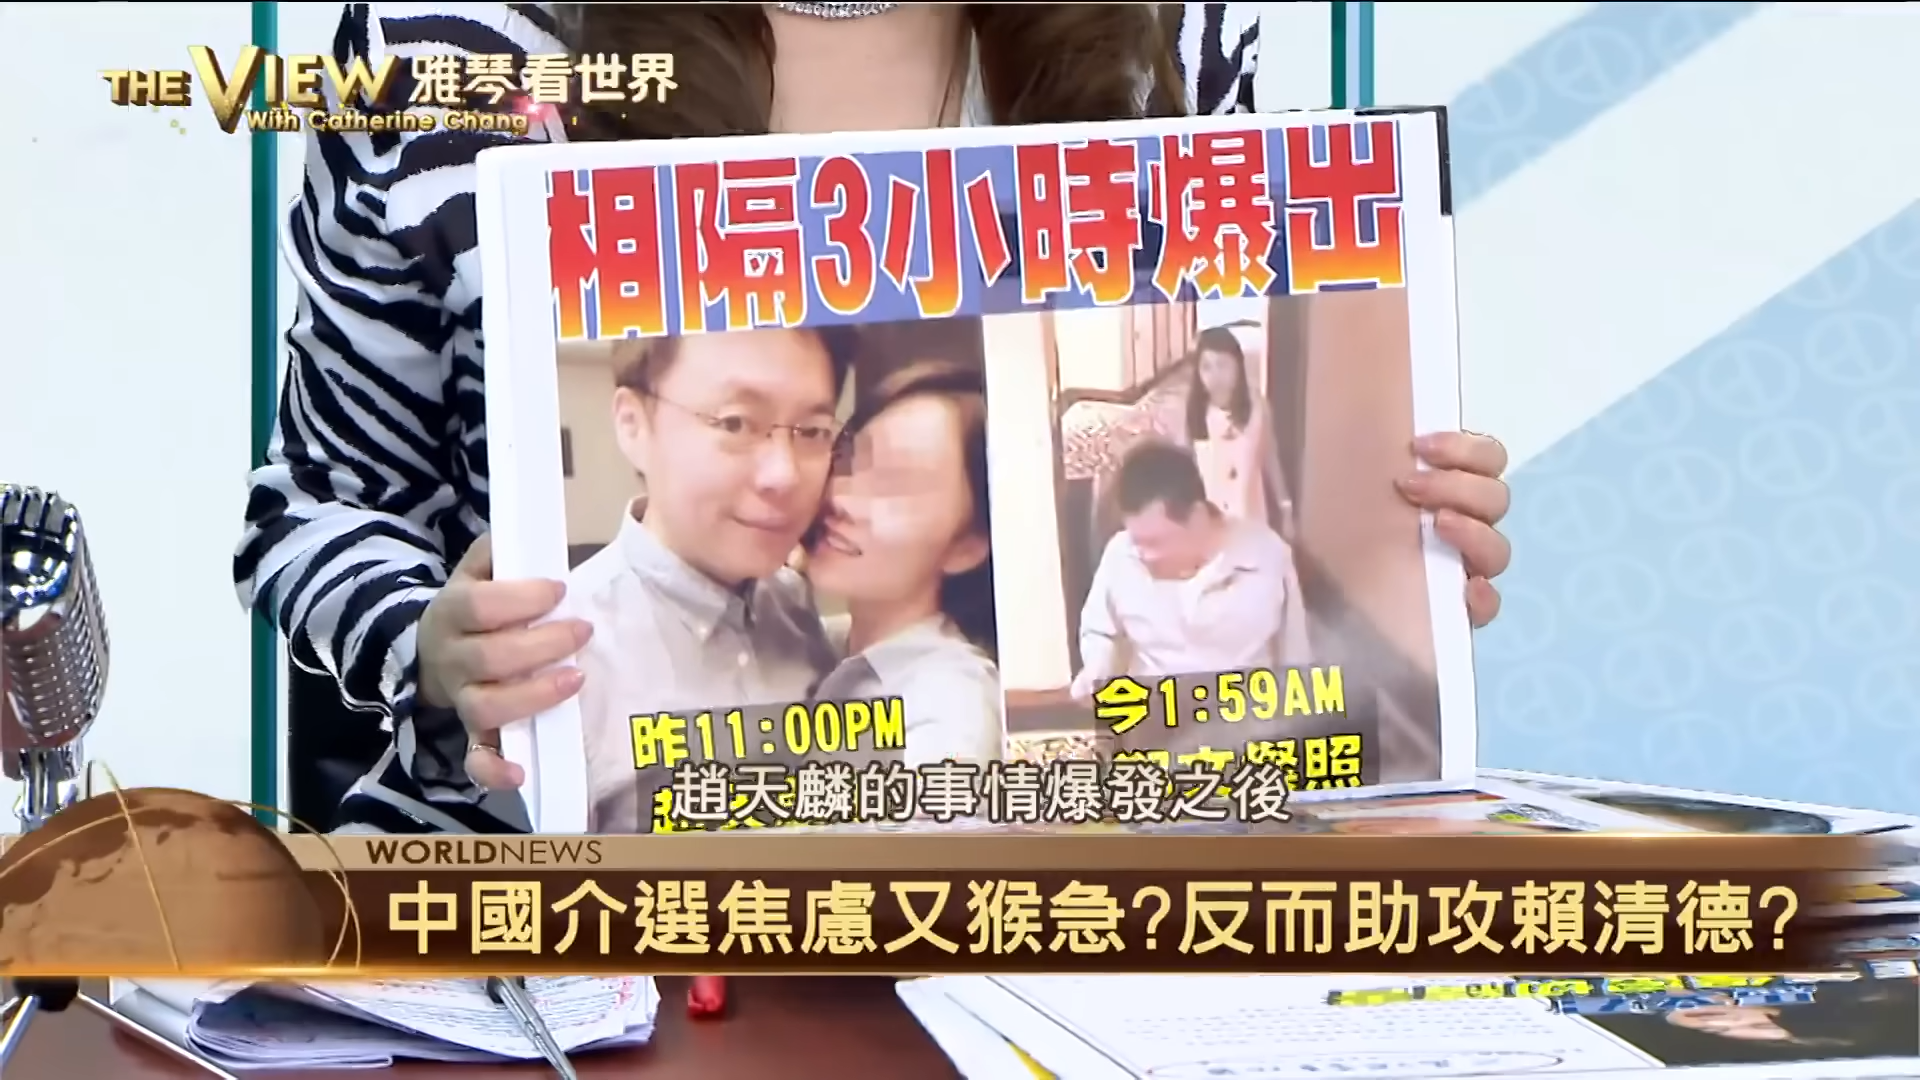 THE VIEW 雅琴看世界
With Catherine Chang
相隔3小時爆出
昨11:00PM
今1:59AM
照
趙天麟的事情爆發之後
WORLDNEWS
中國介選焦慮又猴急?反而助攻賴清德?